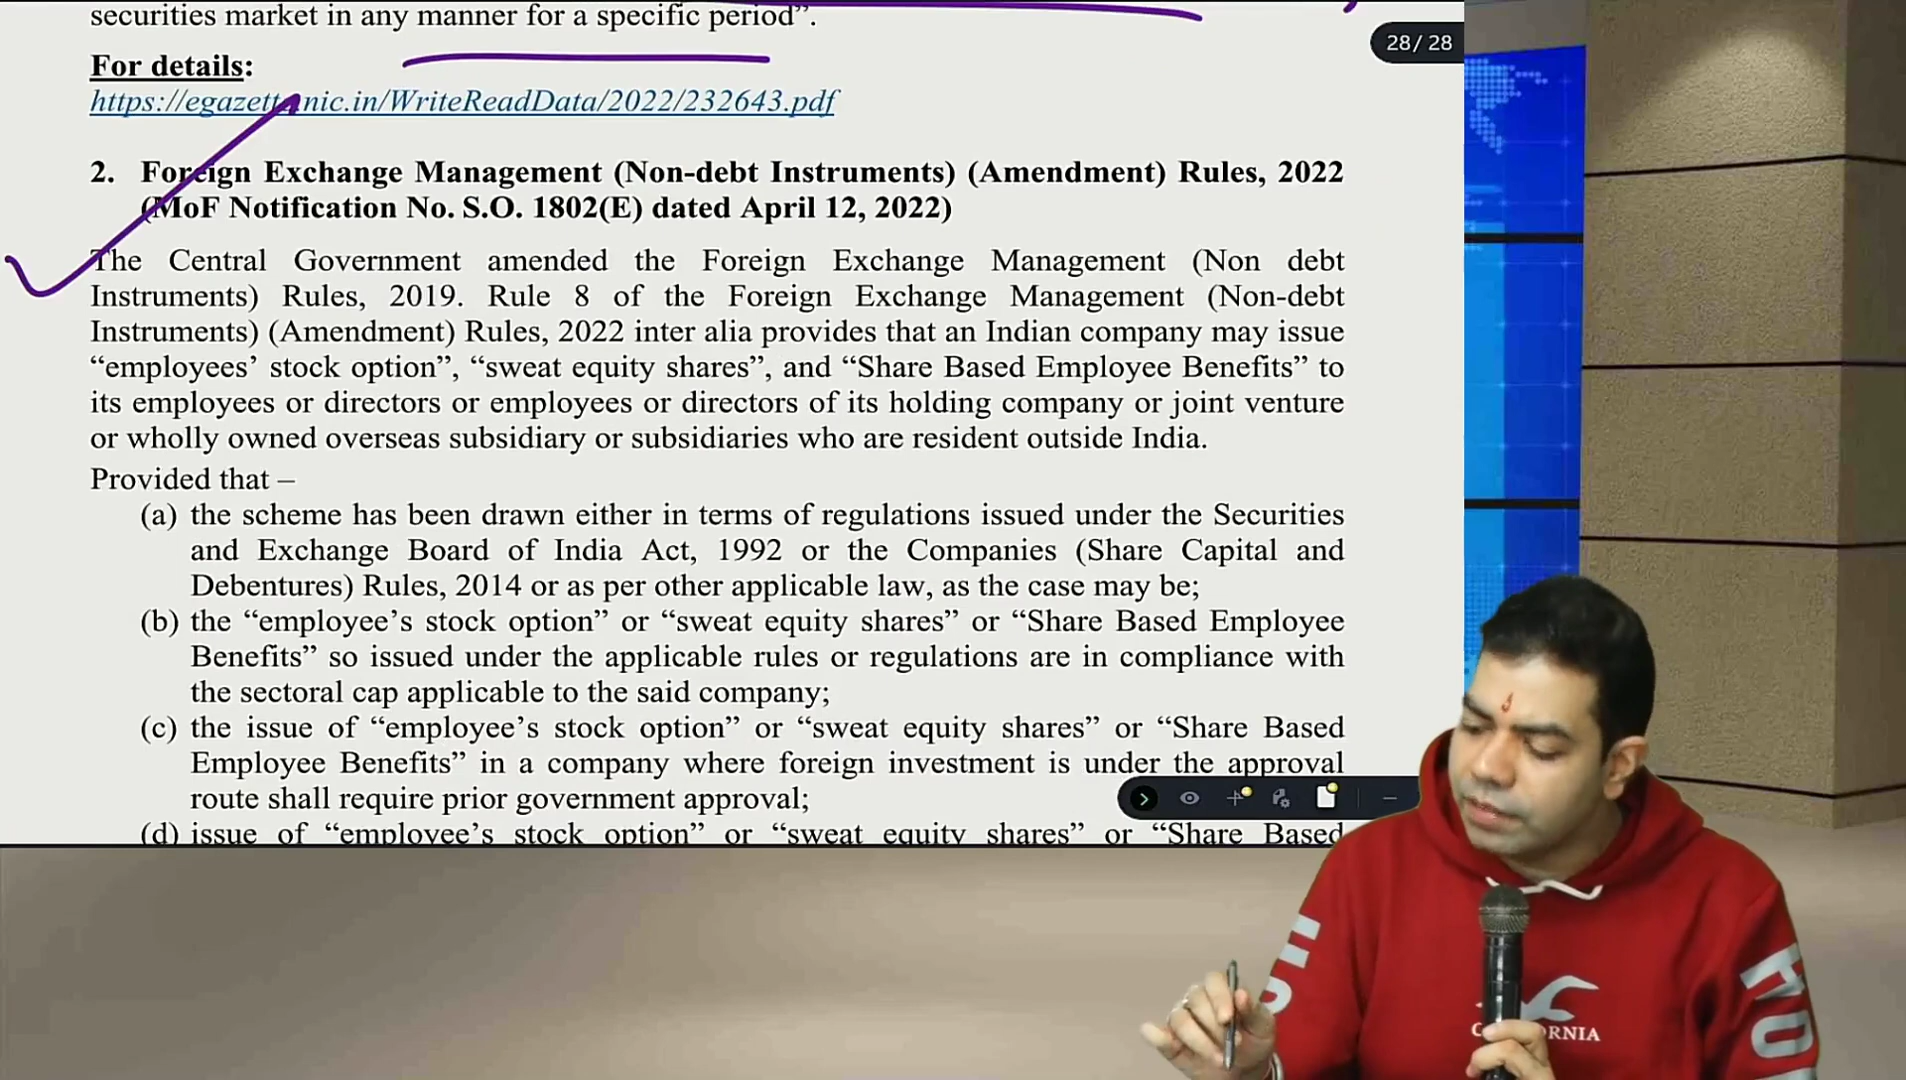 securities market in any manner for a specific period”.
28/ 28
For details:
https://egazette.nic.in/WriteReadData/2022/232643.pdf
2. Foreign Exchange Management (Non-debt Instruments) (Amendment) Rules, 2022
(MoF Notification No. S.O. 1802(E) dated April 12, 2022)
The Central Government amended the Foreign Exchange Management (Non debt
Instruments) Rules, 2019. Rule 8 of the Foreign Exchange Management (Non-debt
Instruments) (Amendment) Rules, 2022 inter alia provides that an Indian company may issue
“employees’ stock option”, “sweat equity shares”, and “Share Based Employee Benefits” to
its employees or directors or employees or directors of its holding company or joint venture
or wholly owned overseas subsidiary or subsidiaries who are resident outside India.
Provided that –
(a) the scheme has been drawn either in terms of regulations issued under the Securities
and Exchange Board of India Act, 1992 or the Companies (Share Capital and
Debentures) Rules, 2014 or as per other applicable law, as the case may be;
(b) the “employee’s stock option” or “sweat equity shares” or “Share Based Employee
Benefits” so issued under the applicable rules or regulations are in compliance with
the sectoral cap applicable to the said company;
(c) the issue of “employee’s stock option” or “sweat equity shares” or “Share Based
Employee Benefits” in a company where foreign investment is under the approval
route shall require prior government approval;
(d) issue of “employee’s stock option” or “sweat equity shares” or “Share Based